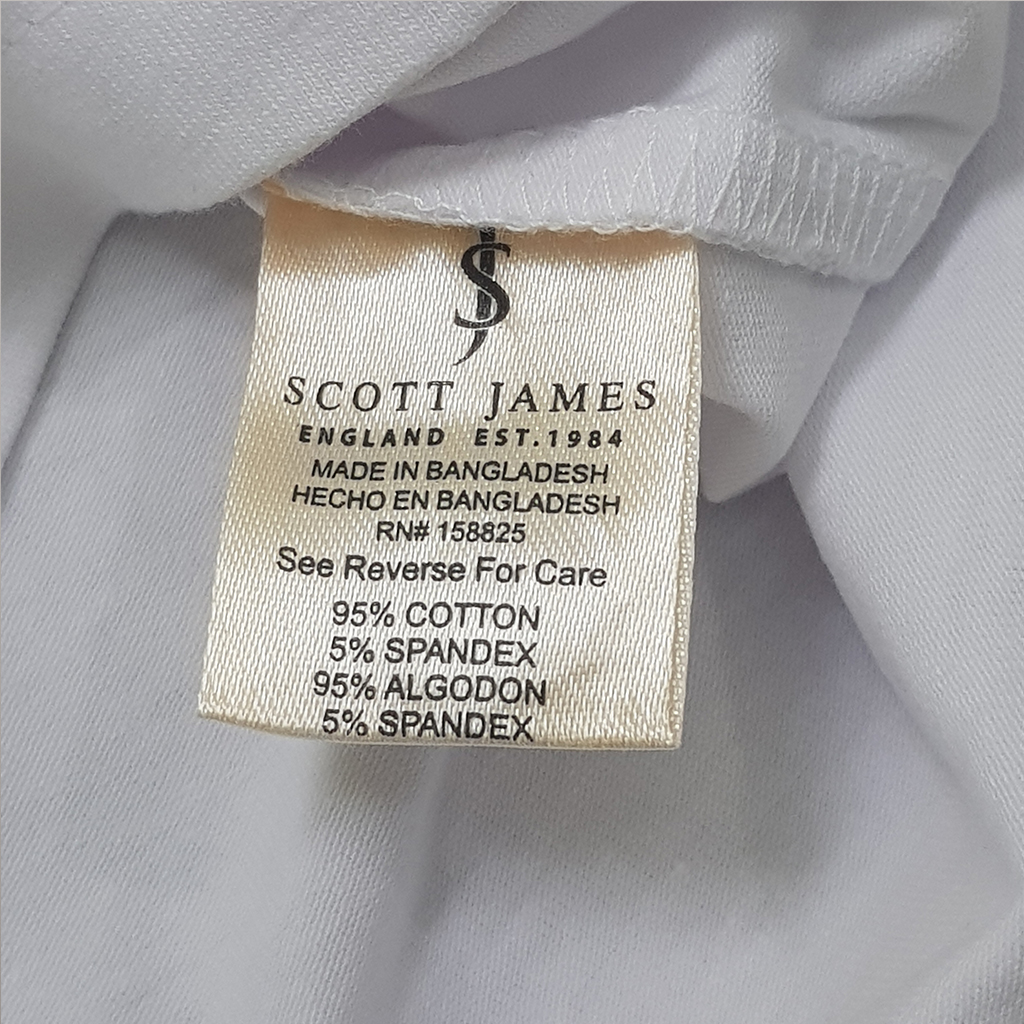 SJ
SCOTT JAMES
ENGLAND EST.1984
MADE IN BANGLADESH
HECHO EN BANGLADESH
RN# 158825
See Reverse For Care
95% COTTON
5% SPANDEX
95% ALGODON
5% SPANDEX